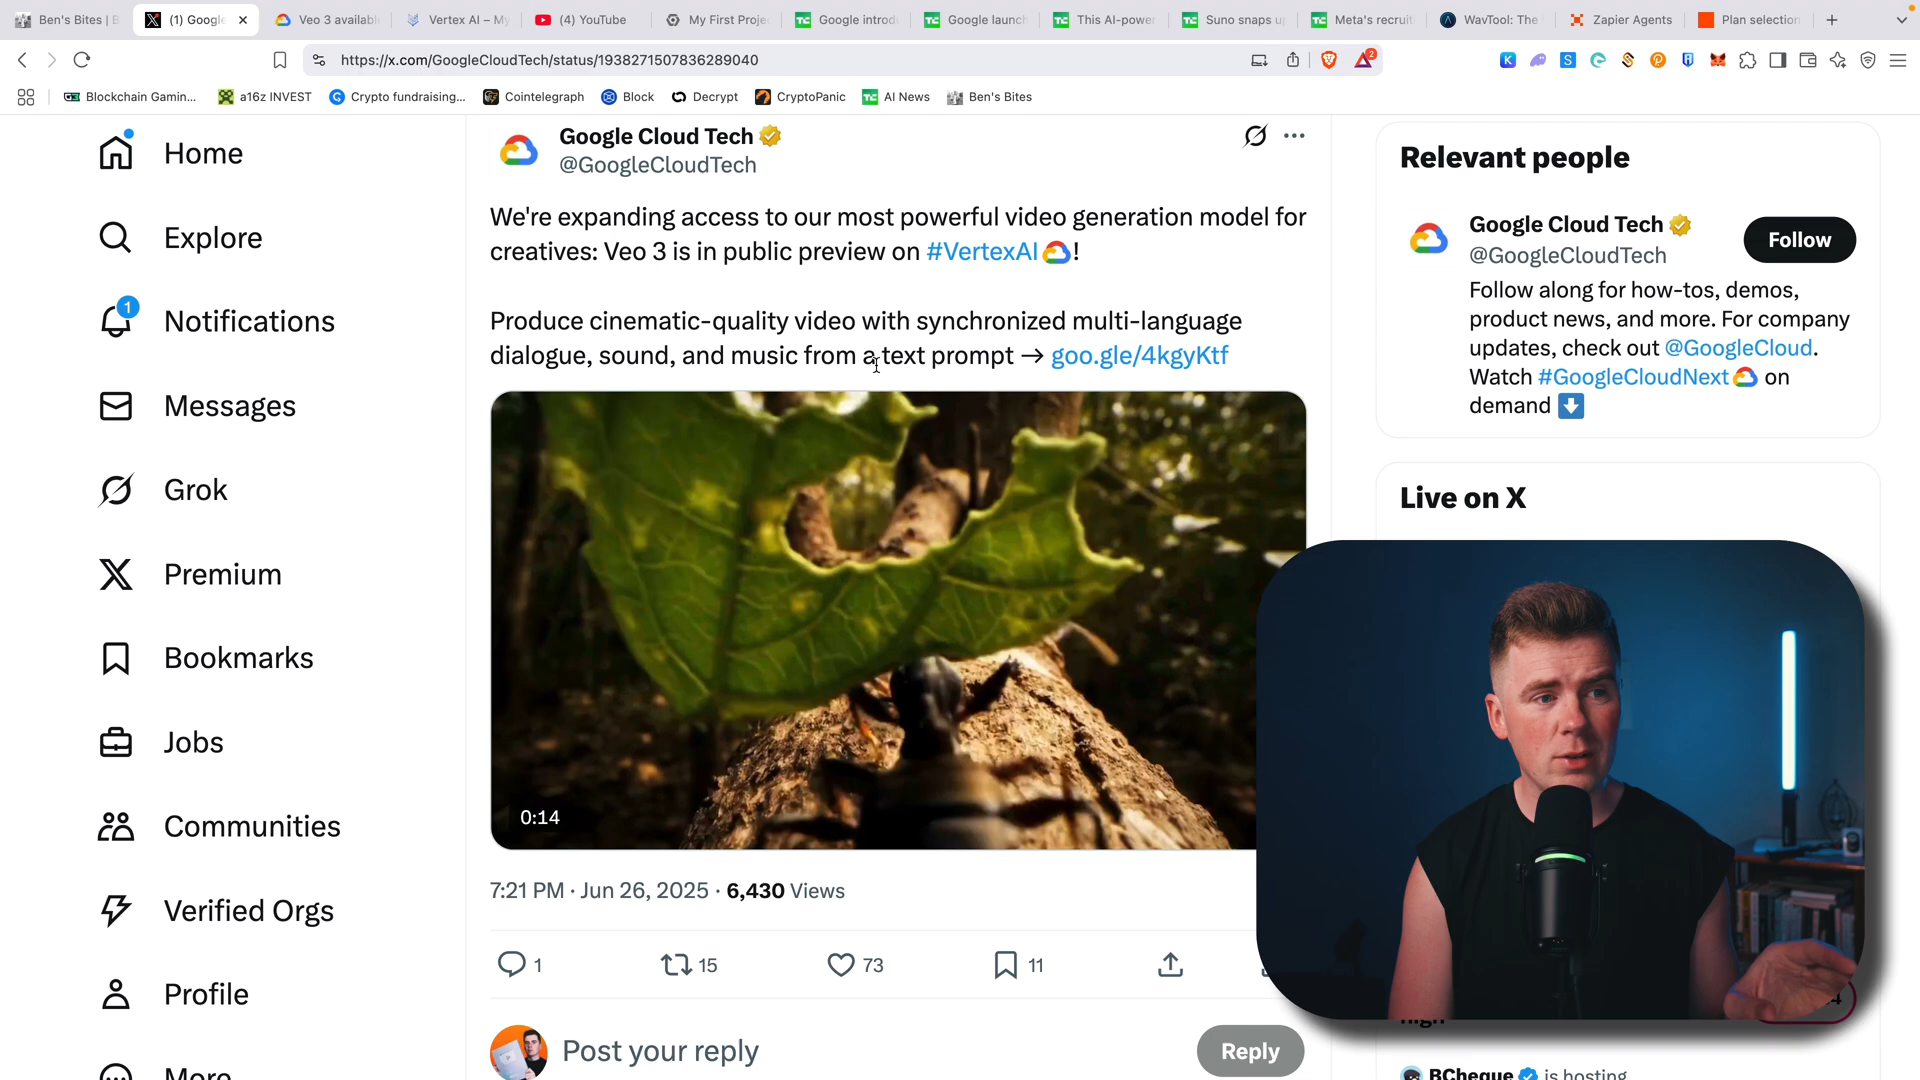 Ben's Bites | B
(1) Google
Veo 3 availabl
Vertex AI – My
(4) YouTube
My First Proje
Google introd
Google launch
This AI-power
Suno snaps up
Meta's recruit
WavTool: The
Zapier Agents
Plan selection
https://x.com/GoogleCloudTech/status/1938271507836289040
2
Blockchain Gamin...
a16z INVEST
Crypto fundraising...
Cointelegraph
Block
Decrypt
CryptoPanic
AI News
Ben's Bites
Home
Explore
1
Notifications
Messages
Grok
Premium
Bookmarks
Jobs
Communities
Verified Orgs
Profile
More
Google Cloud Tech
@GoogleCloudTech
We're expanding access to our most powerful video generation model for
creatives: Veo 3 is in public preview on #VertexAI!
Produce cinematic-quality video with synchronized multi-language
dialogue, sound, and music from a text prompt → goo.gle/4kgyKtf
0:14
7:21 PM · Jun 26, 2025 · 6,430 Views
1
15
73
11
Post your reply
Reply
Relevant people
Google Cloud Tech
@GoogleCloudTech
Follow
Follow along for how-tos, demos,
product news, and more. For company
updates, check out @GoogleCloud.
Watch #GoogleCloudNext on
demand
Live on X
BCheque is hosting